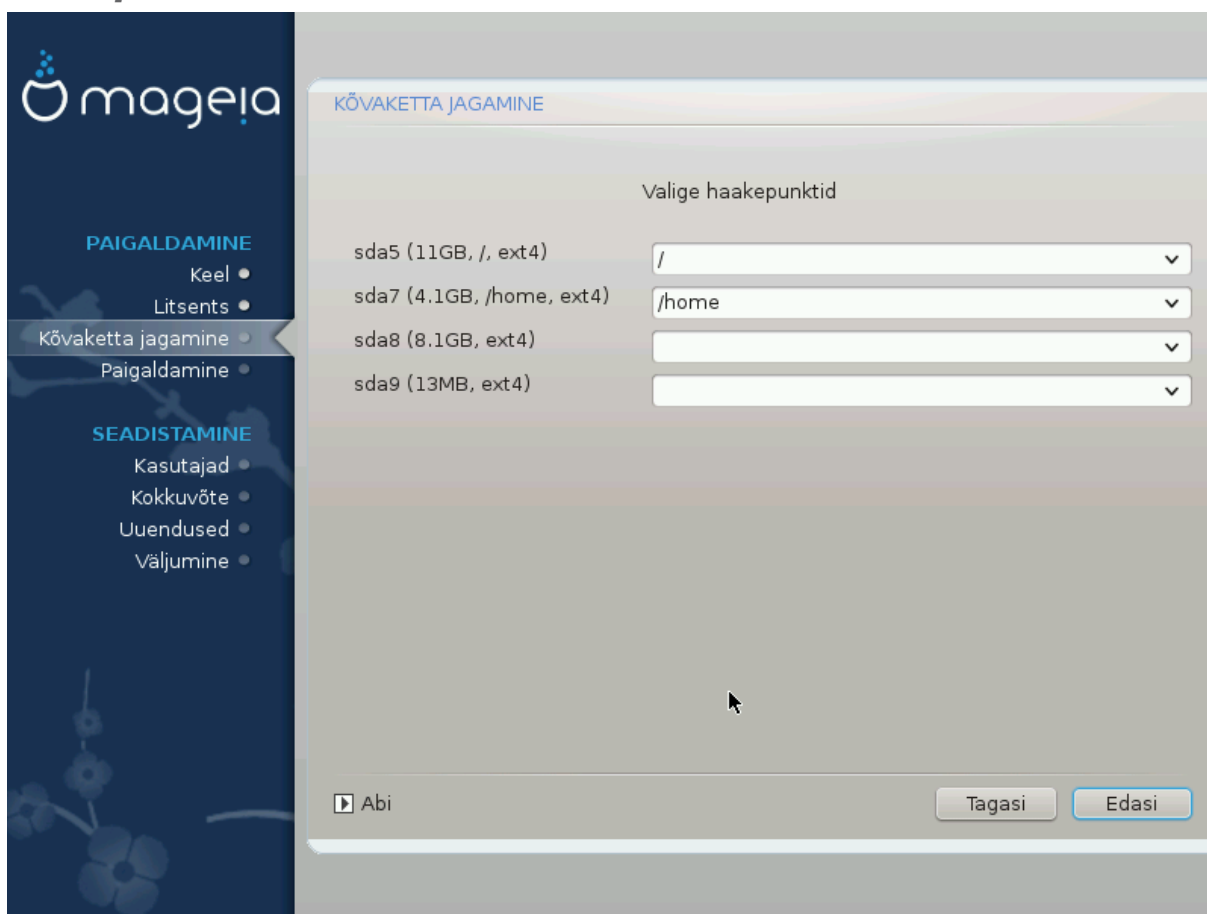 mageia
PAIGALDAMINE
Keel
Litsents
Kõvaketta jagamine
Paigaldamine
SEADISTAMINE
Kasutajad
Kokkuvõte
Uuendused
Väljumine
KÕVAKETTA JAGAMINE
Valige haakepunktid
sda5 (11GB, /, ext4) /
sda7 (4.1GB, /home, ext4) /home
sda8 (8.1GB, ext4)
sda9 (13MB, ext4)
Abi Tagasi Edasi